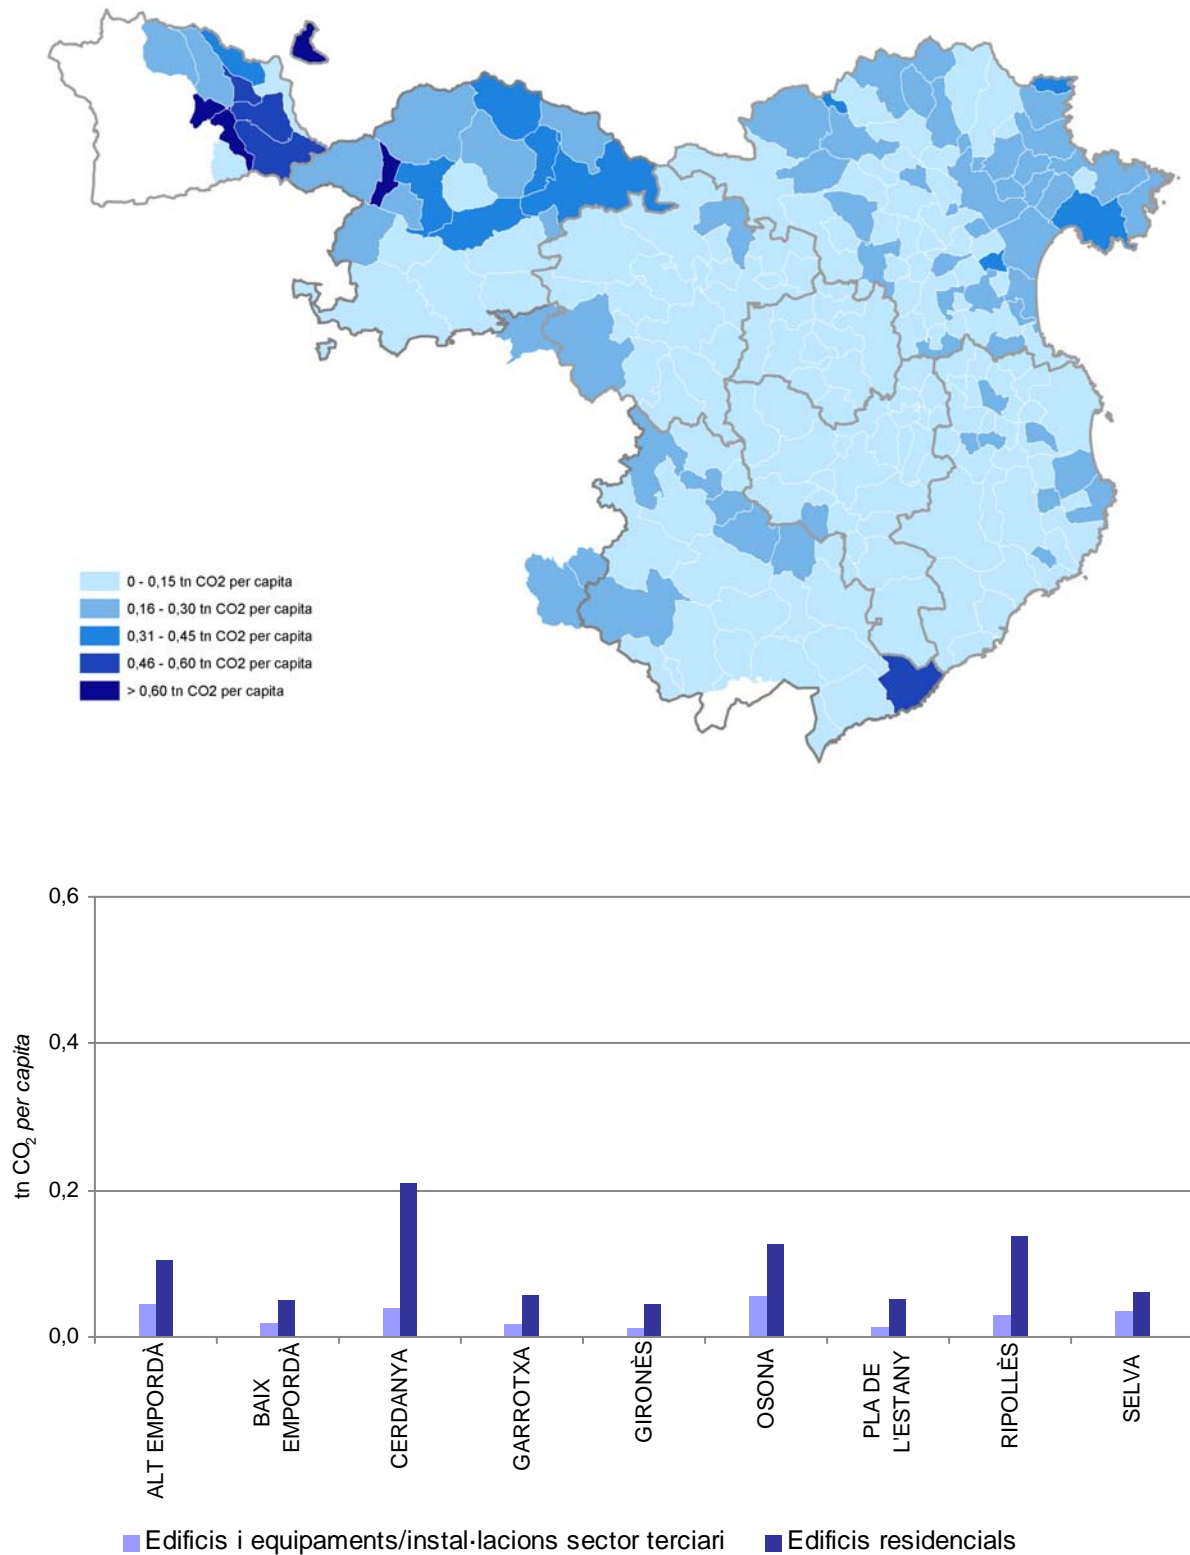 0 - 0,15 tn CO2 per capita
0,16 - 0,30 tn CO2 per capita
0,31 - 0,45 tn CO2 per capita
0,46 - 0,60 tn CO2 per capita
> 0,60 tn CO2 per capita
0,6
0,4
0,2
0,0
tn CO2 per capita
ALT EMPORDÀ
BAIX
EMPORDÀ
CERDANYA
GARROTXA
GIRONÈS
OSONA
PLA DE
L'ESTANY
RIPOLLÈS
SELVA
Edificis i equipaments/instal·lacions sector terciari
Edificis residencials